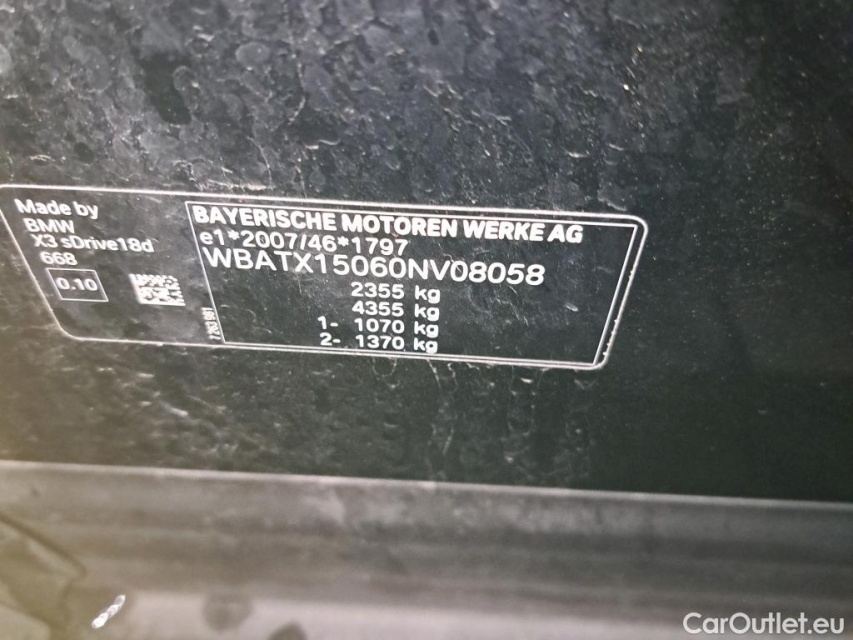 Made by
BMW
X3 sDrive18d
668
0.10
BAYERISCHE MOTOREN WERKE AG
e1*2007/46*1797
WBATX15060NV08058
2355 kg
4355 kg
1- 1070 kg
2- 1370 kg
CarOutlet.eu